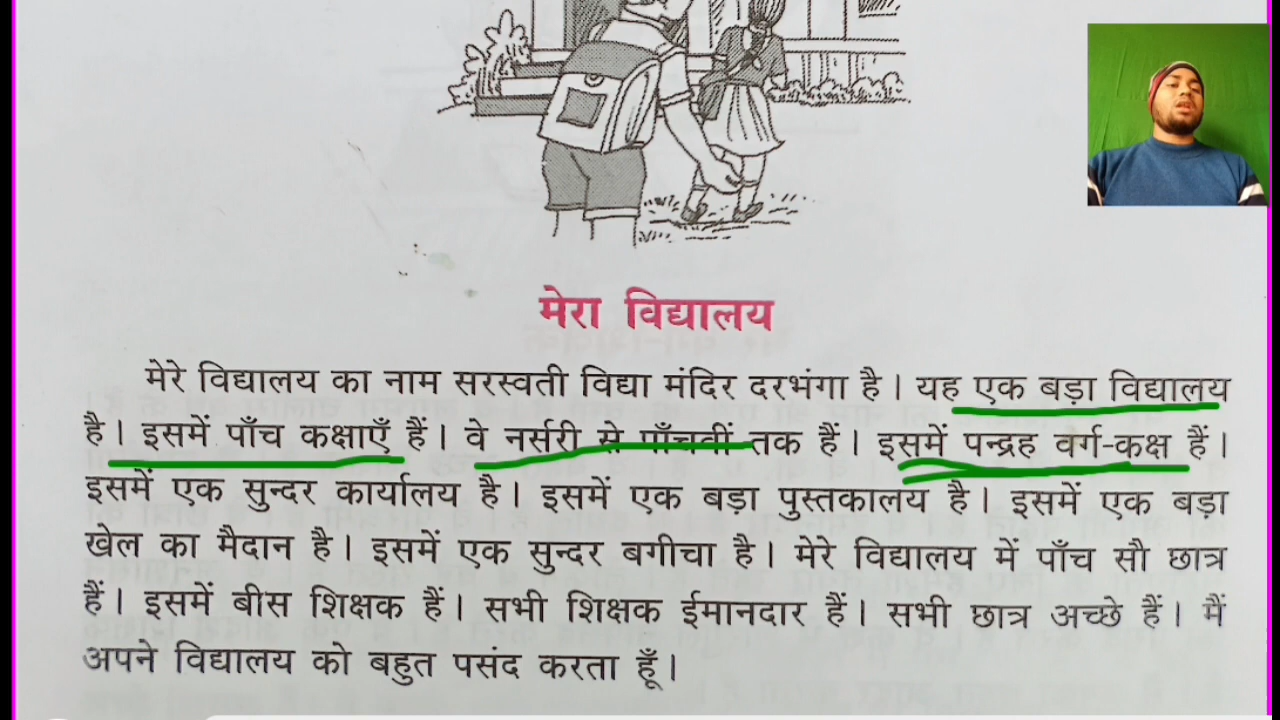 मेरा विद्यालय
मेरे विद्यालय का नाम सरस्वती विद्या मंदिर दरभंगा है। यह एक बड़ा विद्यालय
है। इसमें पाँच कक्षाएँ हैं। वे नर्सरी से पाँचवीं तक हैं। इसमें पन्द्रह वर्ग-कक्ष हैं।
इसमें एक सुन्दर कार्यालय है। इसमें एक बड़ा पुस्तकालय है। इसमें एक बड़ा
खेल का मैदान है। इसमें एक सुन्दर बगीचा है। मेरे विद्यालय में पाँच सौ छात्र
हैं। इसमें बीस शिक्षक हैं। सभी शिक्षक ईमानदार हैं। सभी छात्र अच्छे हैं। मैं
अपने विद्यालय को बहुत पसंद करता हूँ।